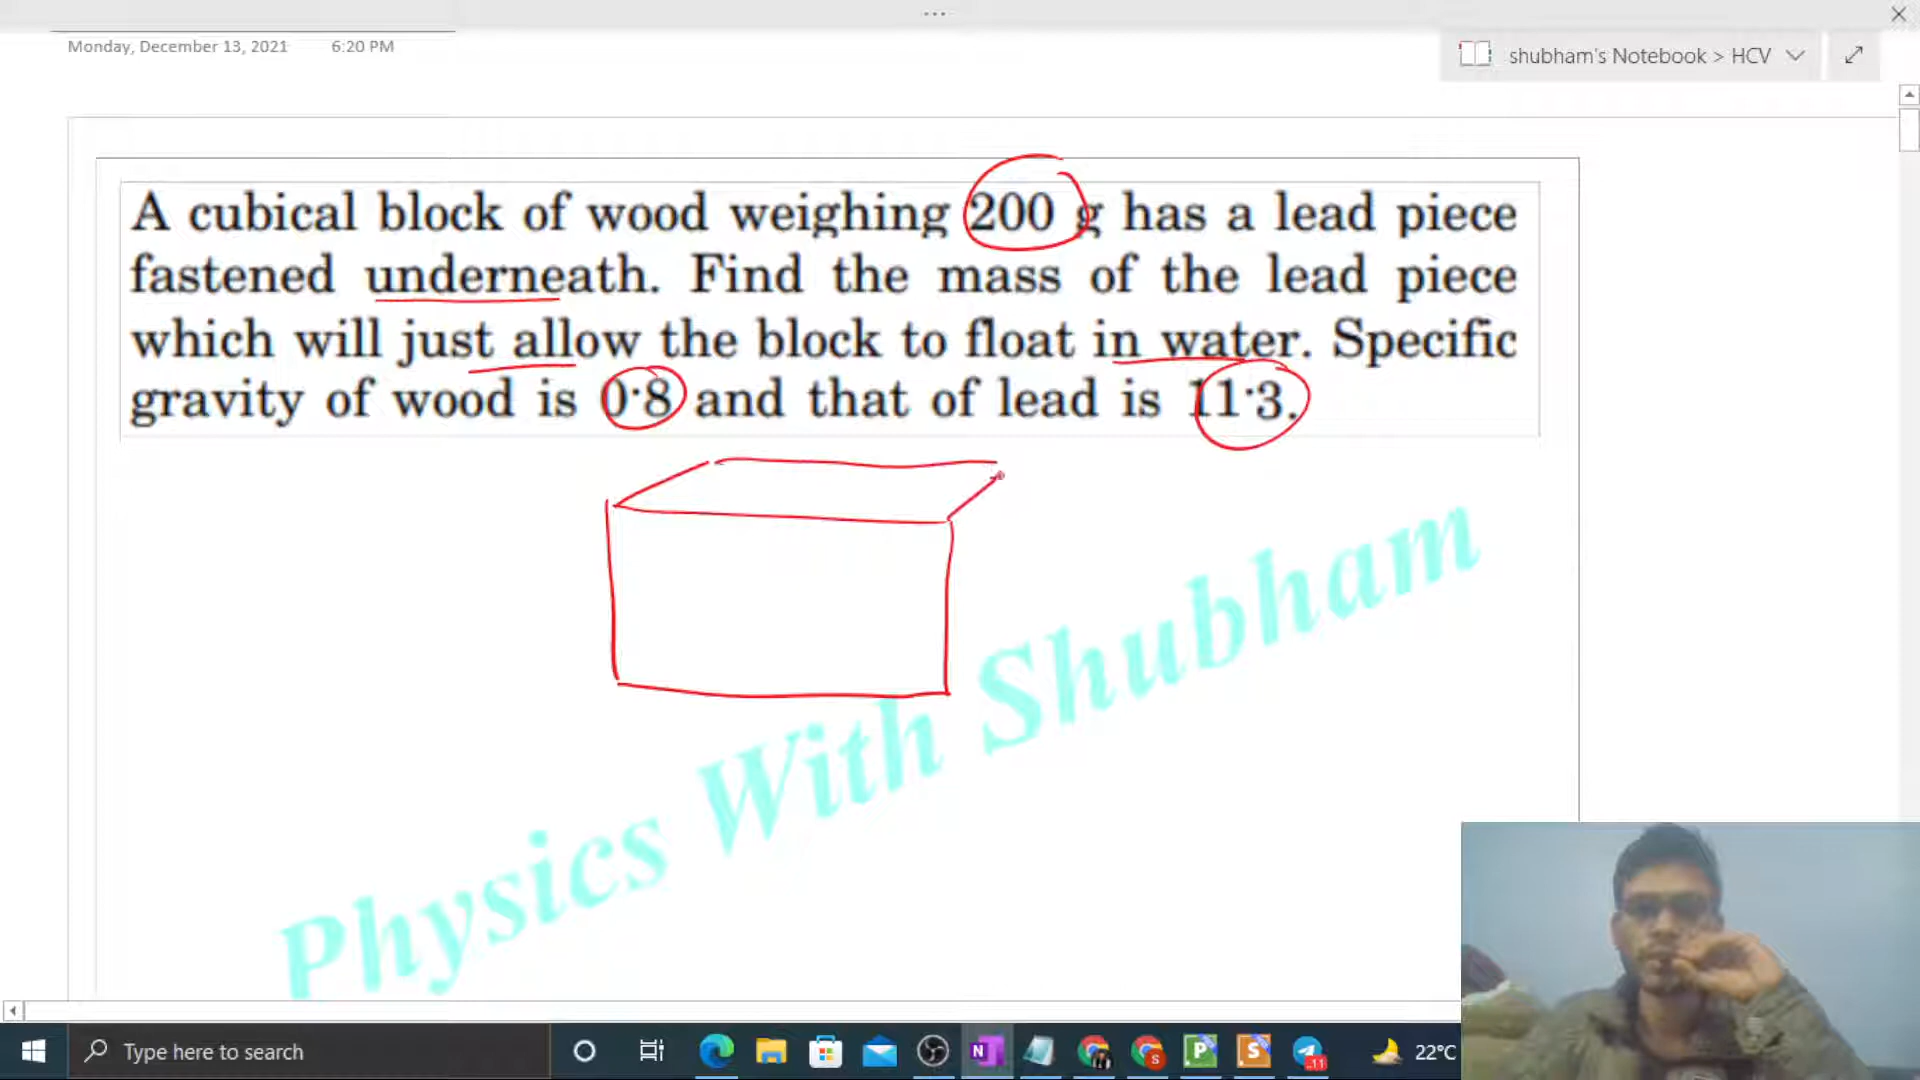 ...
Monday, December 13, 2021 6:20 PM
shubham's Notebook > HCV
A cubical block of wood weighing 200 g has a lead piece
fastened underneath. Find the mass of the lead piece
which will just allow the block to float in water. Specific
gravity of wood is 0·8 and that of lead is 11·3.
Physics With Shubham
Type here to search
22°C